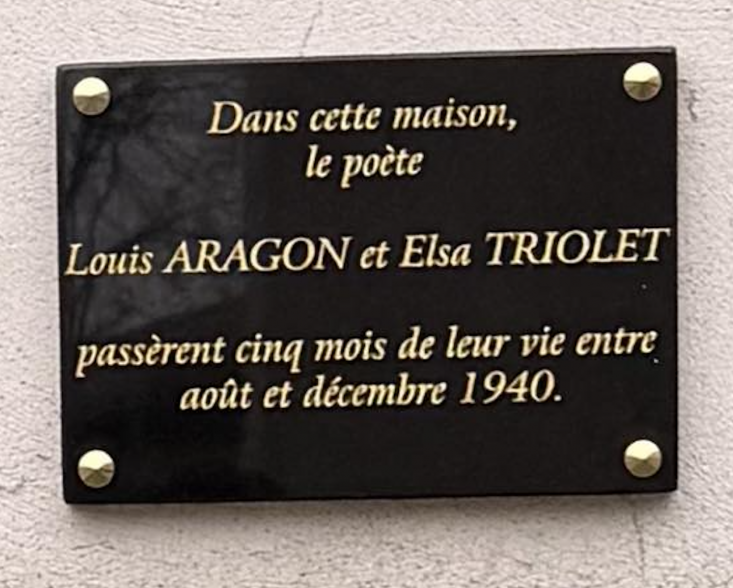 Dans cette maison,
le poète
Louis ARAGON et Elsa TRIOLET
passèrent cinq mois de leur vie entre
août et décembre 1940.